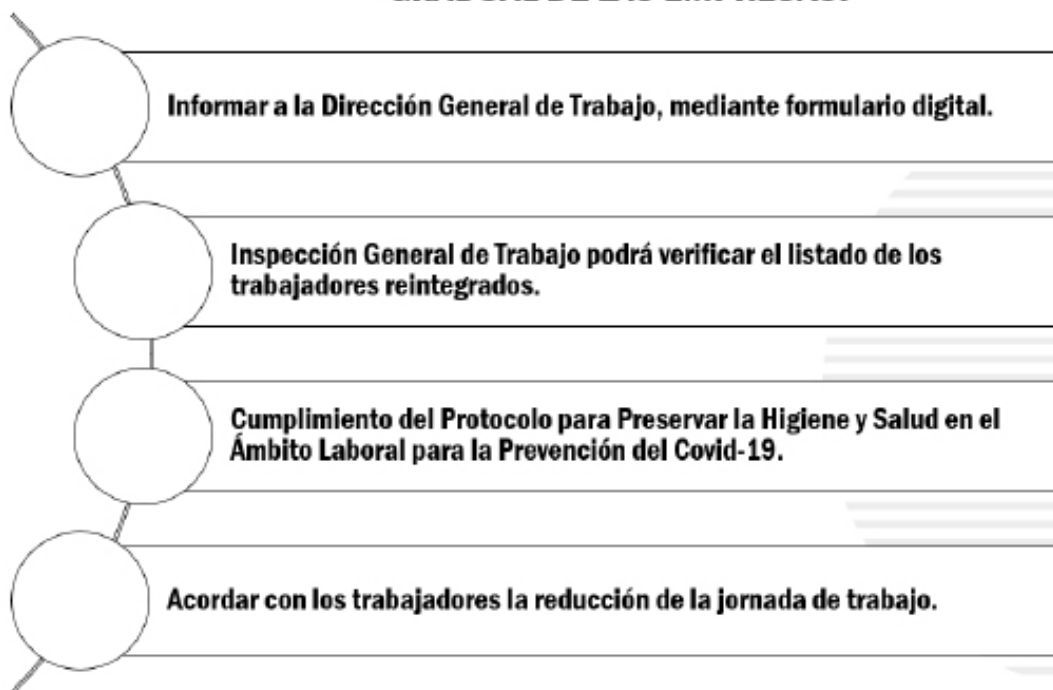 Informar a la Dirección General de Trabajo, mediante formulario digital.
Inspección General de Trabajo podrá verificar el listado de los
trabajadores reintegrados.
Cumplimiento del Protocolo para Preservar la Higiene y Salud en el
Ámbito Laboral para la Prevención del Covid-19.
Acordar con los trabajadores la reducción de la jornada de trabajo.